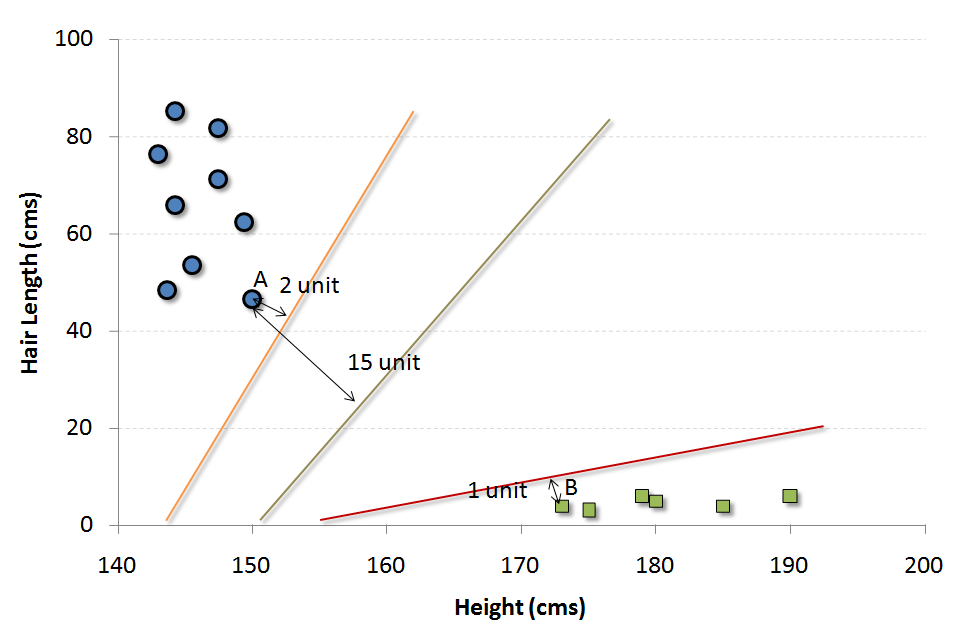 100
80
60
40
20
0
Hair Length (cms)
A
2 unit
15 unit
1 unit
B
140 150 160 170 180 190 200
Height (cms)